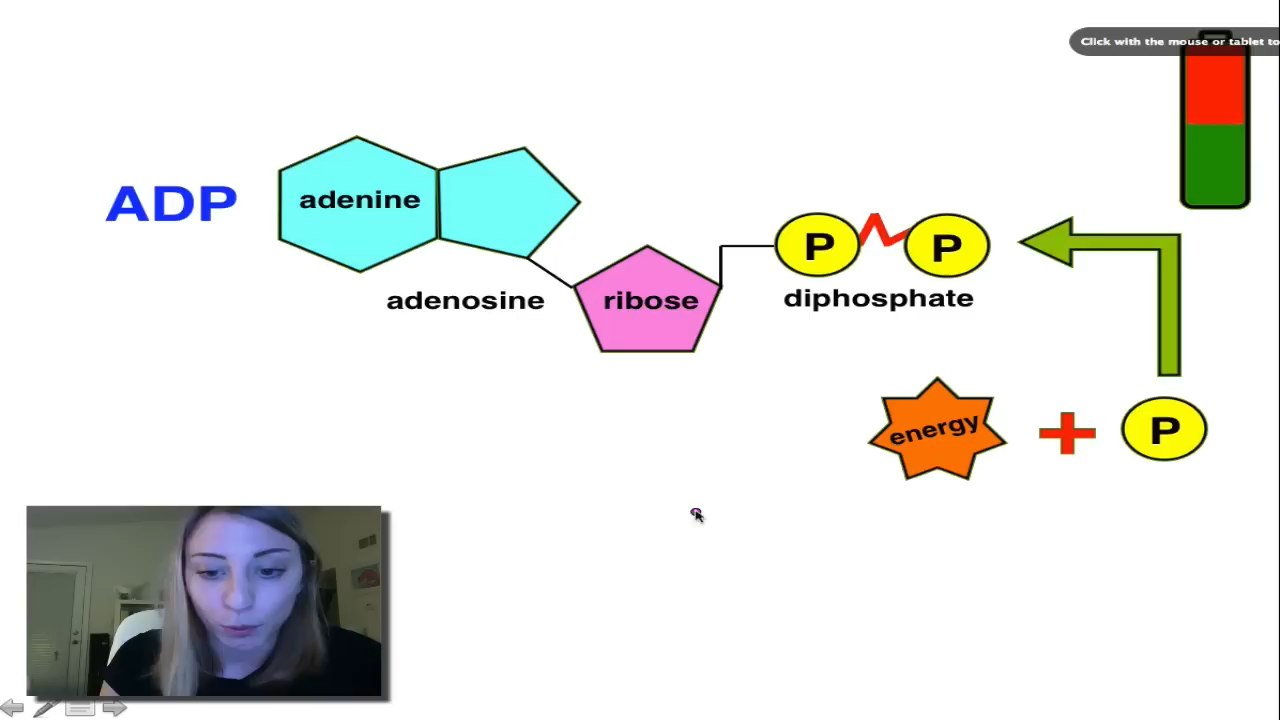 Click with the mouse or tablet to
ADP
adenine
adenosine
ribose
P
P
diphosphate
energy
+
P